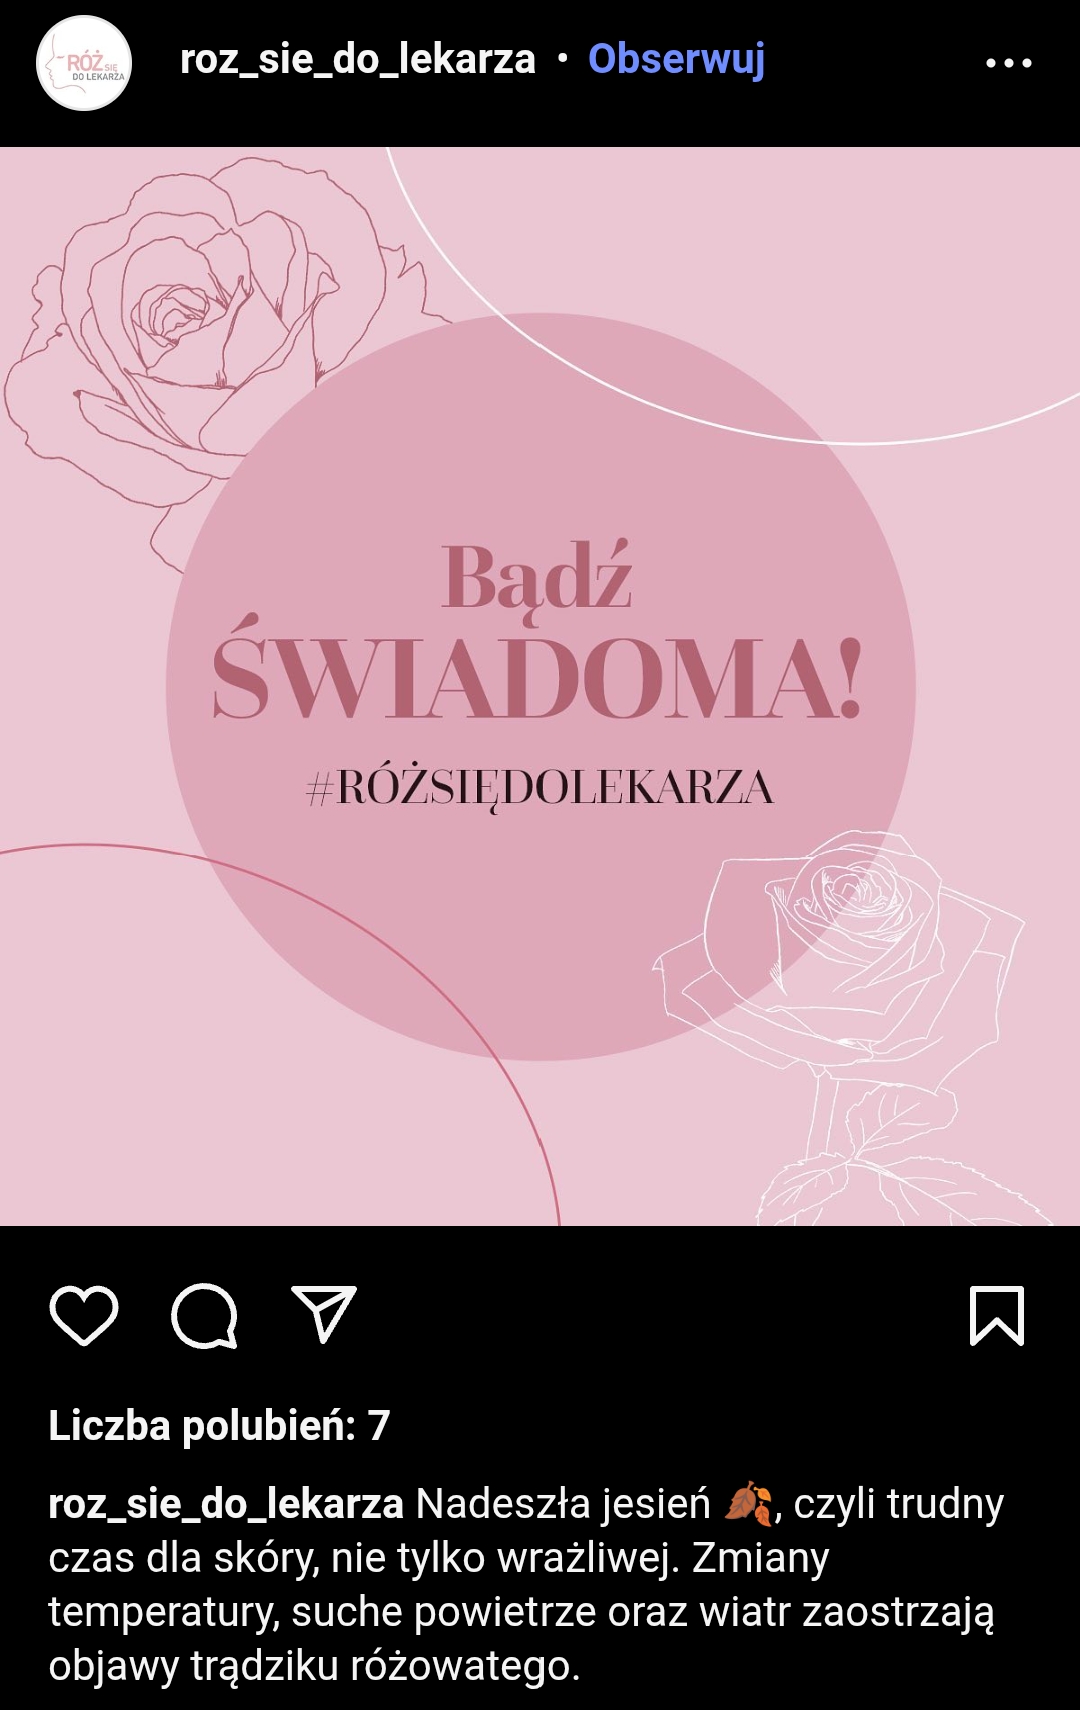 RÓŻ SIĘ
DO LEKARZA
roz_sie_do_lekarza • Obserwuj
Bądź
ŚWIADOMA!
#RÓŻSIĘDOLEKARZA
Liczba polubień: 7
roz_sie_do_lekarza Nadeszła jesień 🍂, czyli trudny
czas dla skóry, nie tylko wrażliwej. Zmiany
temperatury, suche powietrze oraz wiatr zaostrzają
objawy trądziku różowatego.